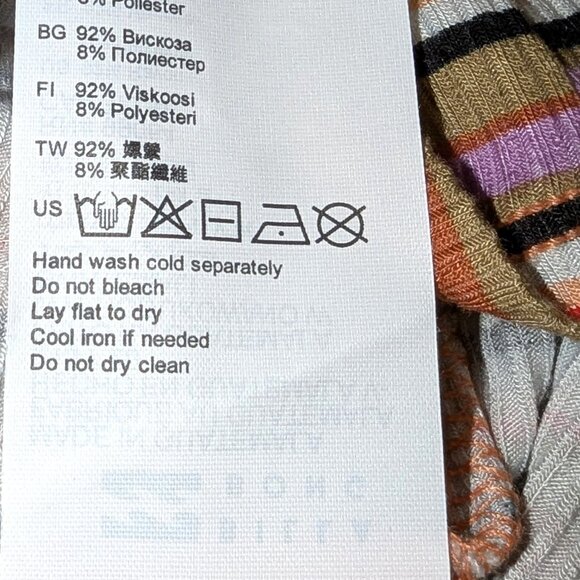 8% Poliester
BG 92% Вискоза
8% Полиестер
FI 92% Viskoosi
8% Polyesteri
TW 92% 嫘縈
8% 聚酯纖維
US
Hand wash cold separately
Do not bleach
Lay flat to dry
Cool iron if needed
Do not dry clean